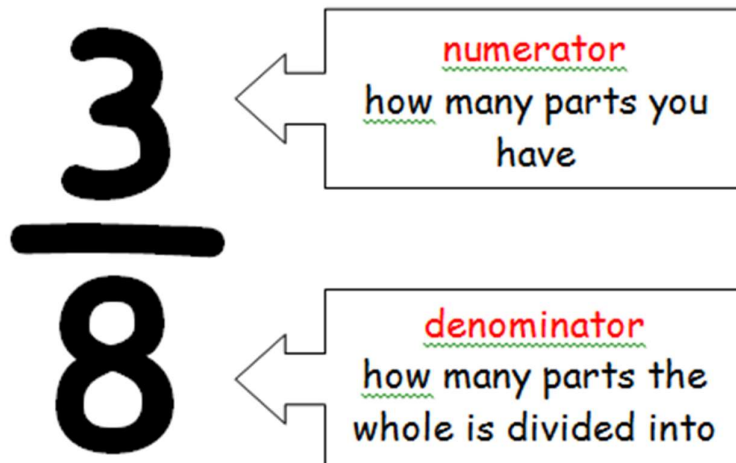 3
numerator
how many parts you
have
8
denominator
how many parts the
whole is divided into